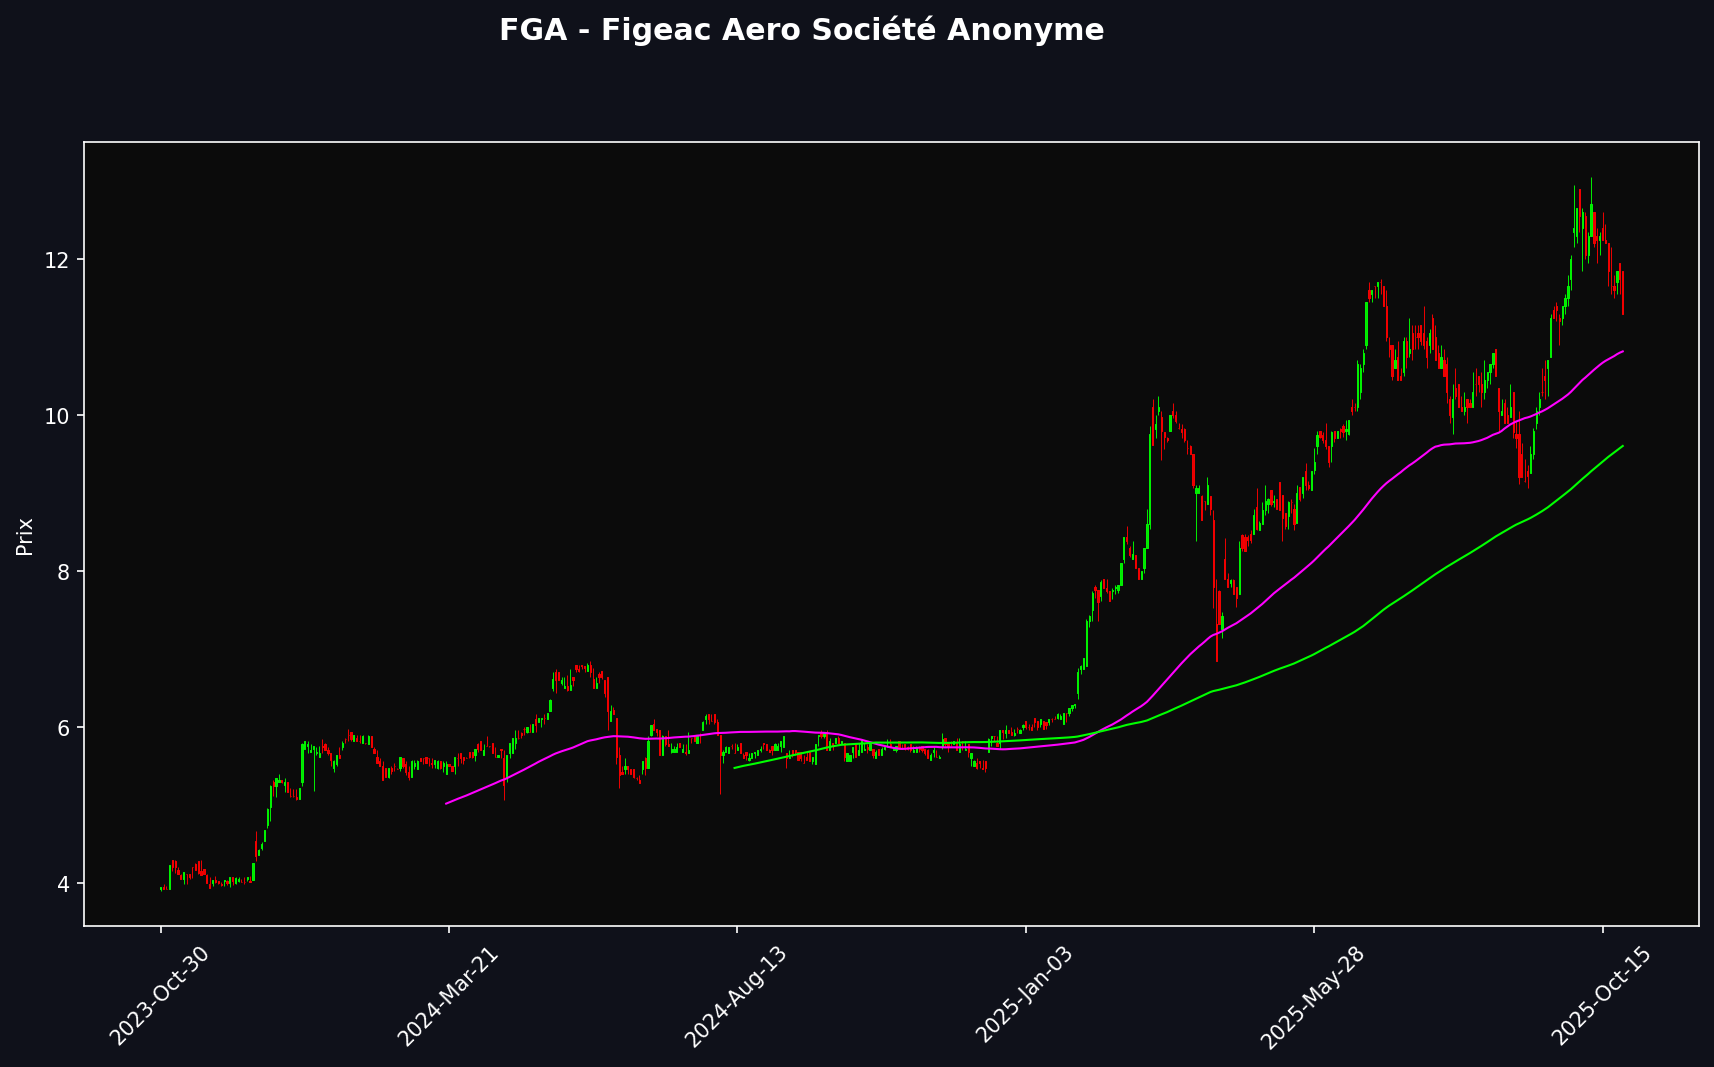 FGA - Figeac Aero Société Anonyme
Prix
12
10
8
6
4
2023-Oct-30
2024-Mar-21
2024-Aug-13
2025-Jan-03
2025-May-28
2025-Oct-15